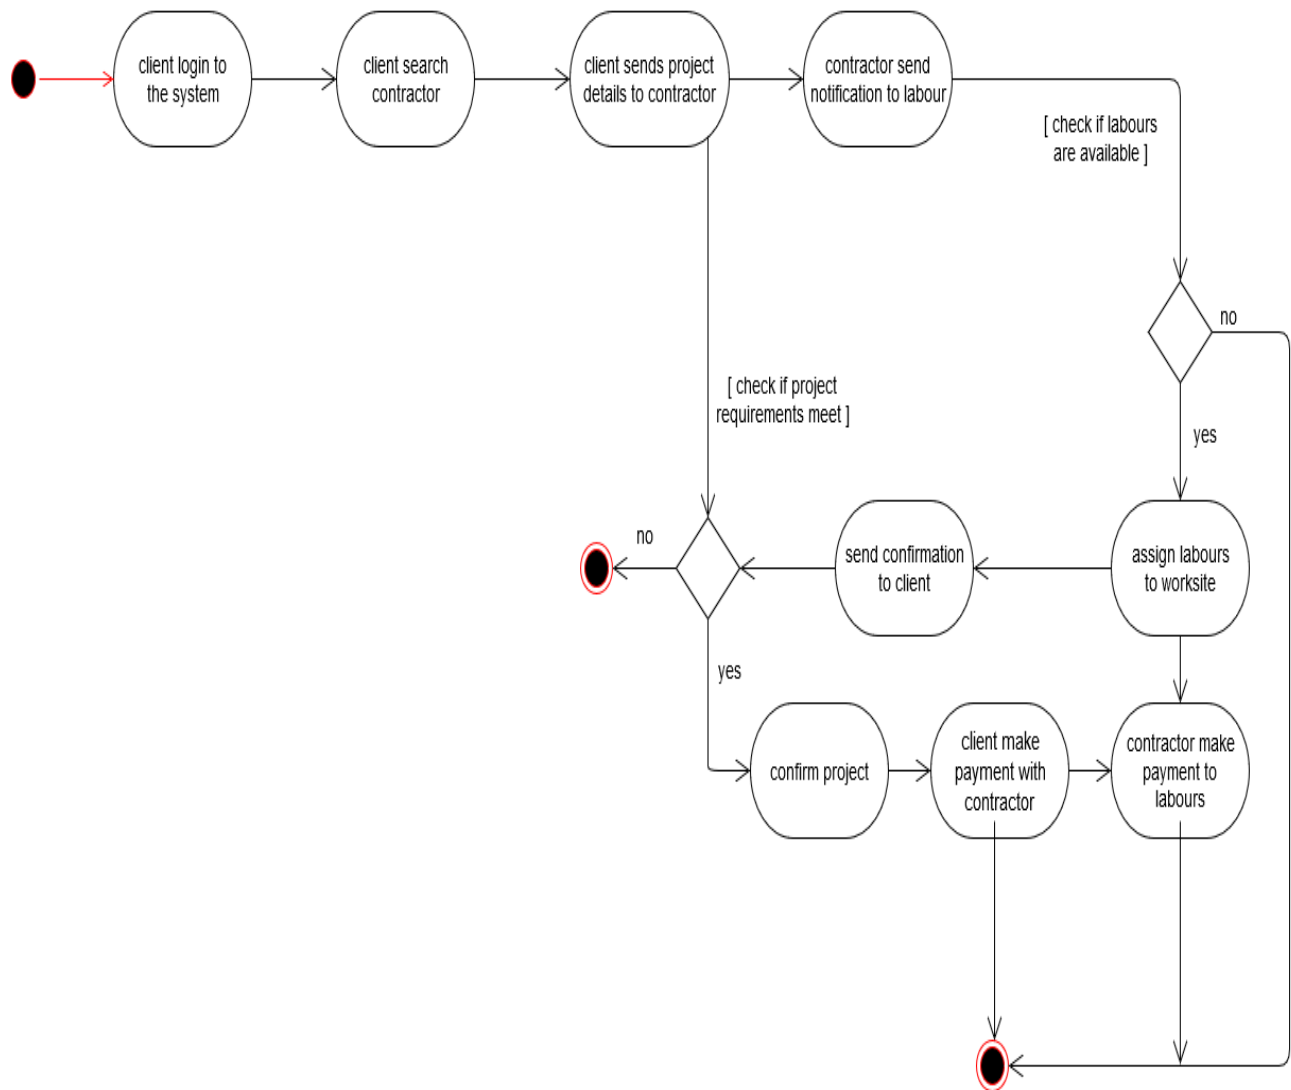 client login to
the system
client search
contractor
client sends project
details to contractor
contractor send
notification to labour
[ check if labours
are available ]
no
yes
[ check if project
requirements meet ]
no
send confirmation
to client
assign labours
to worksite
yes
confirm project
client make
payment with
contractor
contractor make
payment to
labours